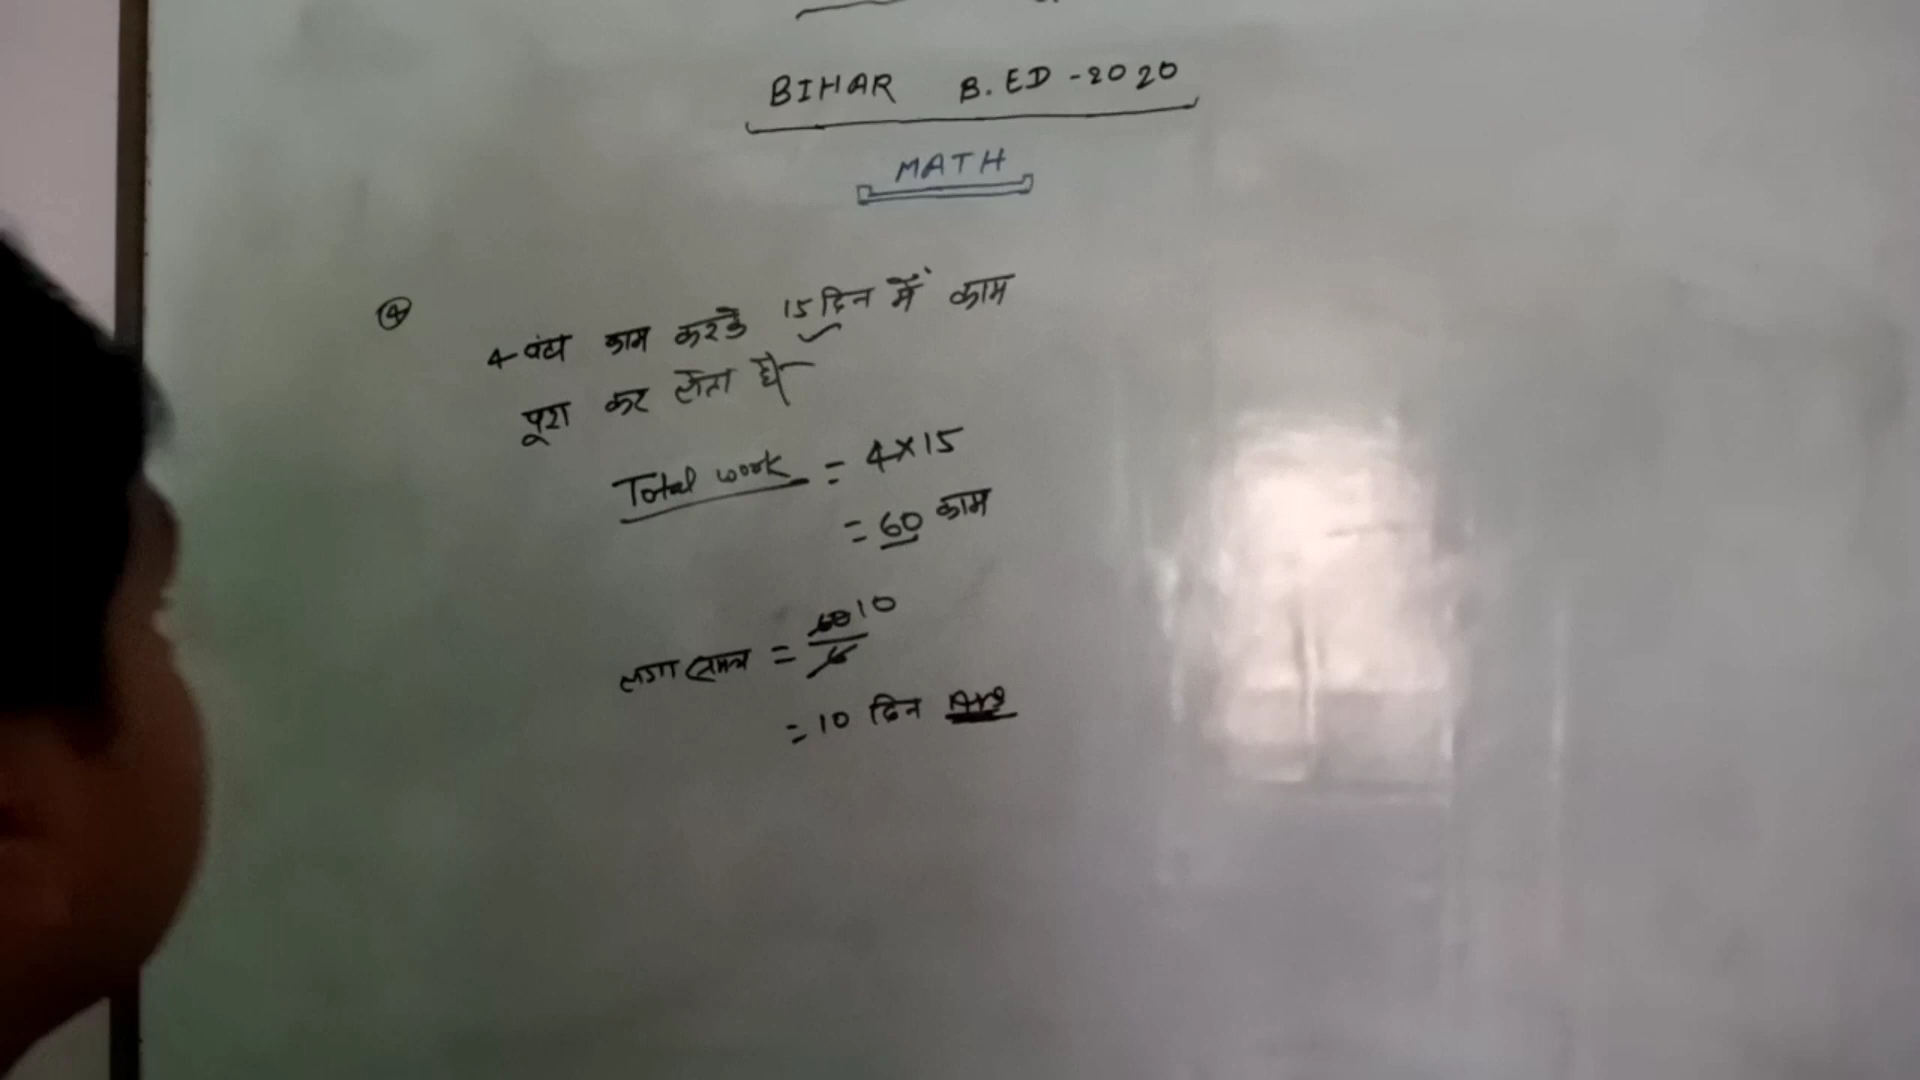 BIHAR B.ED -2020
MATH
4 घंटा काम करके 15 दिन में काम
पूरा कर लेता है।
Total work = 4×15
= 60 काम
लगा समय = 60/6 10
= 10 दिन Ans